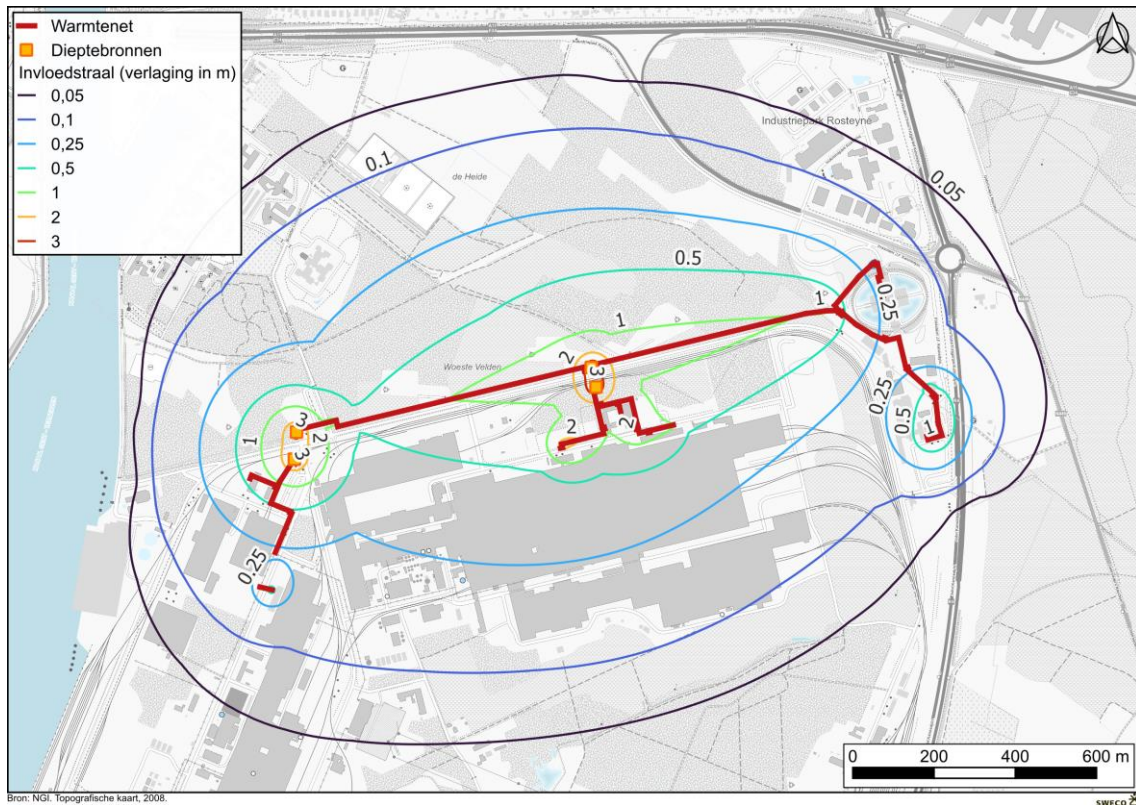 Warmtenet
Dieptebronnen
Invloedstraal (verlaging in m)
0,05
0,1
0,25
0,5
1
2
3
Industriepark Rosteyne
de Heide
0.1
0.05
0.5
0.25
1
1
2
Woeste Velden
3
3
2
1
3
2
2
0.25
0.5
1
0.25
0 200 400 600 m
Bron: NGI. Topografische kaart, 2008.
SWECO